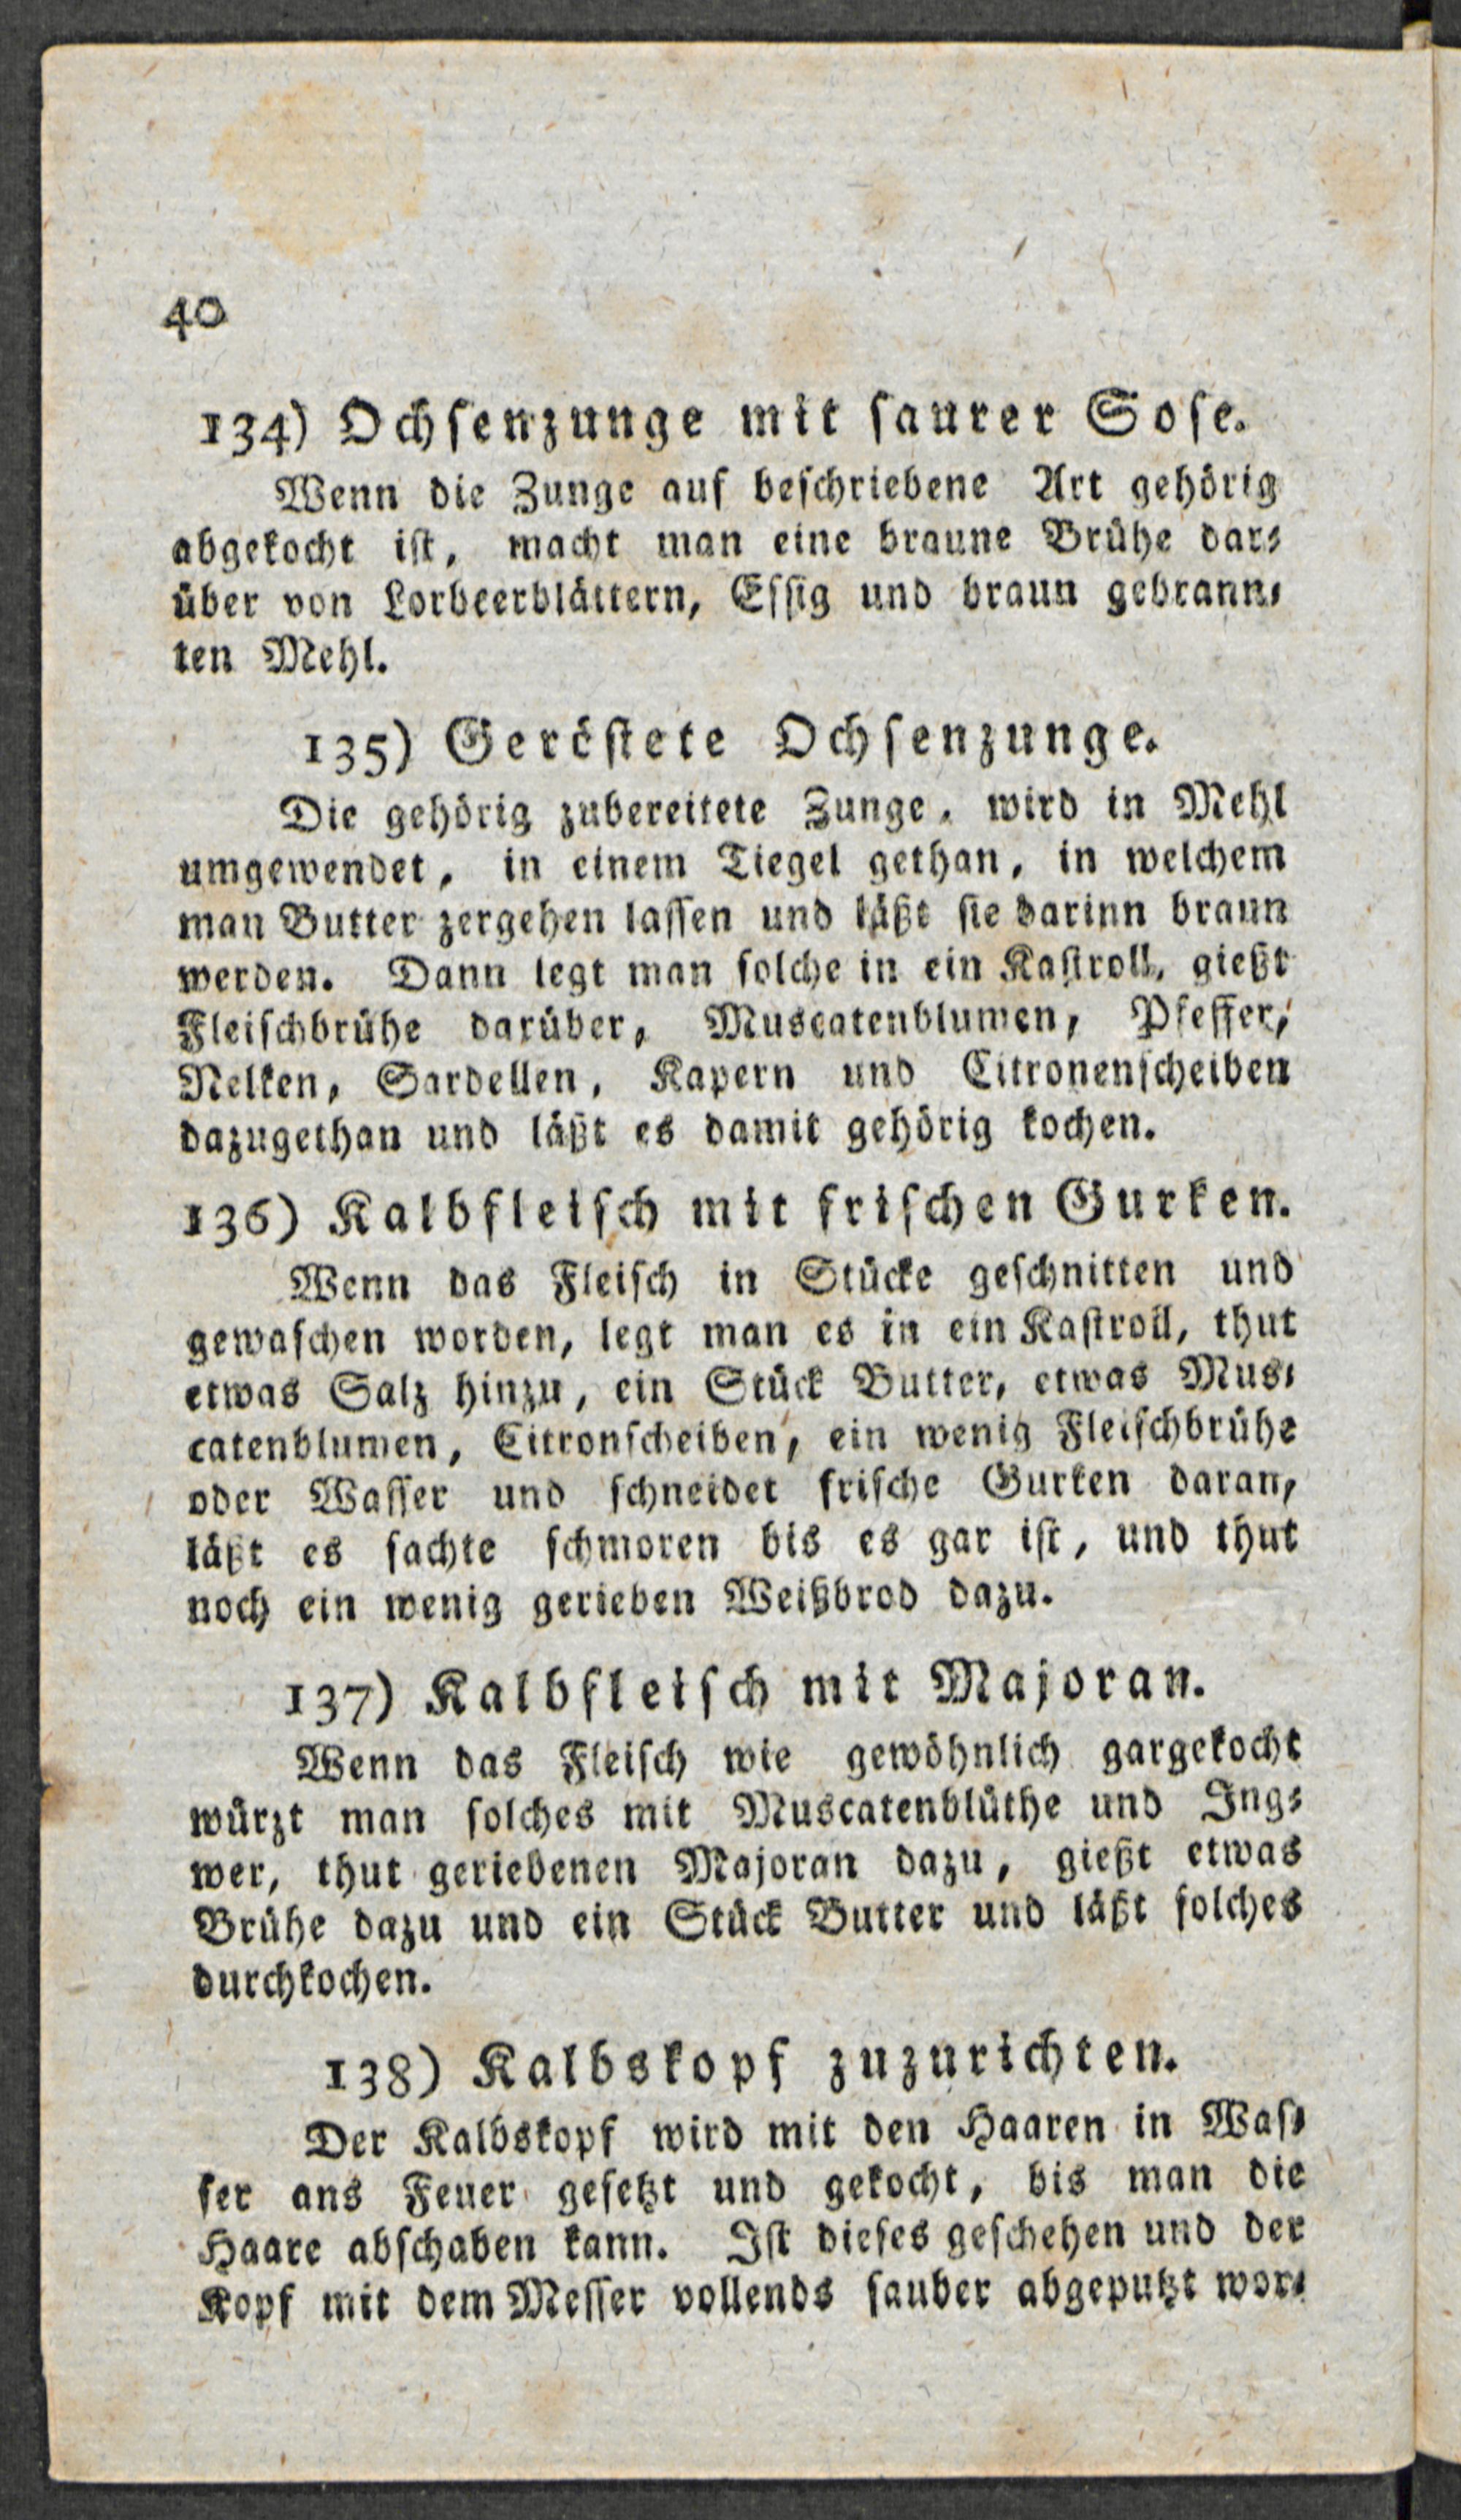 40
134) Ochsenzunge mit saurer Sose.
Wenn die Zunge auf beschriebene Art gehörig
abgekocht ist, macht man eine braune Brühe dar-
über von Lorbeerblättern, Essig und braun gebrann-
ten Mehl.
135) Geröstete Ochsenzunge.
Die gehörig zubereitete Zunge, wird in Mehl
umgewendet, in einem Tiegel gethan, in welchem
man Butter zergehen lassen und läßt sie darinn braun
werden. Dann legt man solche in ein Kastroll, gießt
Fleischbrühe darüber, Muscatenblumen, Pfeffer,
Nelken, Sardellen, Kapern und Citronenscheiben
dazugethan und läßt es damit gehörig kochen.
136) Kalbfleisch mit frischen Gurken.
Wenn das Fleisch in Stücke geschnitten und
gewaschen worden, legt man es in ein Kastroll, thut
etwas Salz hinzu, ein Stück Butter, etwas Mus-
catenblumen, Citronscheiben, ein wenig Fleischbrühe
oder Wasser und schneidet frische Gurken daran,
läßt es sachte schmoren bis es gar ist, und thut
noch ein wenig gerieben Weißbrod dazu.
137) Kalbfleisch mit Majoran.
Wenn das Fleisch wie gewöhnlich gargekocht
würzt man solches mit Muscatenblüthe und Ing-
wer, thut geriebenen Majoran dazu, gießt etwas
Brühe dazu und ein Stück Butter und läßt solches
durchkochen.
138) Kalbskopf zuzurichten.
Der Kalbskopf wird mit den Haaren in Was-
ser ans Feuer gesetzt und gekocht, bis man die
Haare abschaben kann. Ist dieses geschehen und der
Kopf mit dem Messer vollends sauber abgeputzt wor-